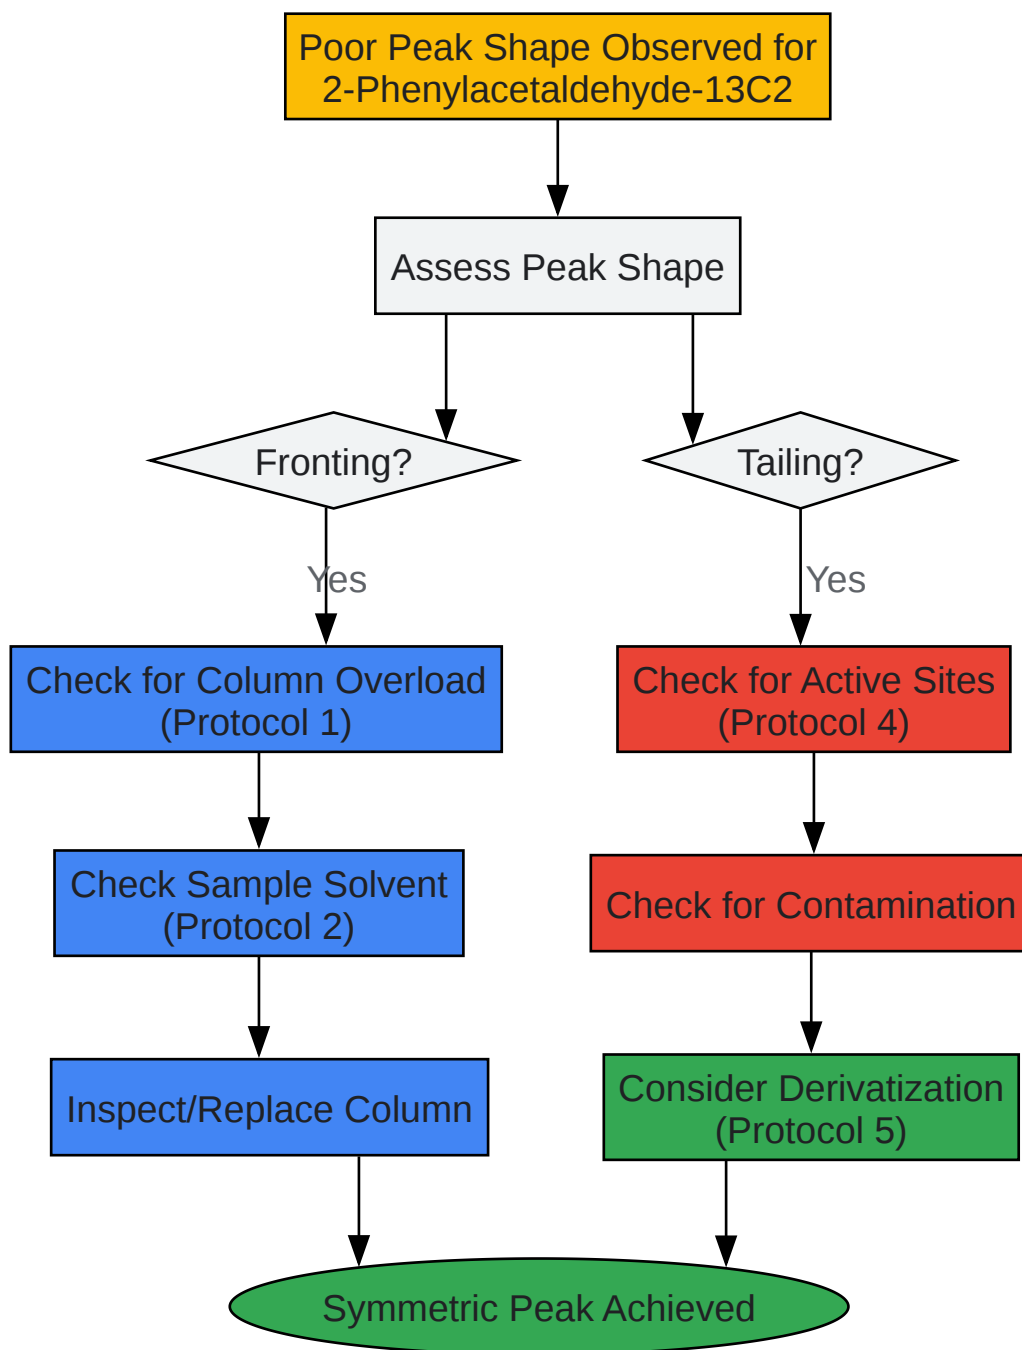 Poor Peak Shape Observed for
2-Phenylacetaldehyde-13C2
Assess Peak Shape
Fronting?
Tailing?
Yes
Yes
Check for Column Overload
(Protocol 1)
Check for Active Sites
(Protocol 4)
Check Sample Solvent
(Protocol 2)
Check for Contamination
Inspect/Replace Column
Consider Derivatization
(Protocol 5)
Symmetric Peak Achieved